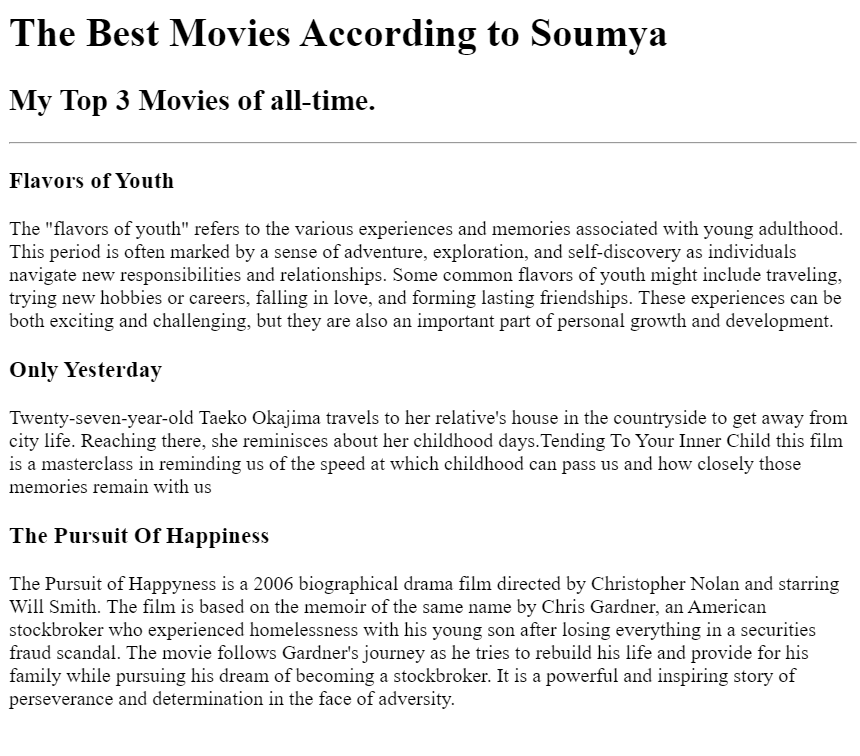 The Best Movies According to Soumya
My Top 3 Movies of all-time.
Flavors of Youth
The "flavors of youth" refers to the various experiences and memories associated with young adulthood.
This period is often marked by a sense of adventure, exploration, and self-discovery as individuals
navigate new responsibilities and relationships. Some common flavors of youth might include traveling,
trying new hobbies or careers, falling in love, and forming lasting friendships. These experiences can be
both exciting and challenging, but they are also an important part of personal growth and development.
Only Yesterday
Twenty-seven-year-old Taeko Okajima travels to her relative's house in the countryside to get away from
city life. Reaching there, she reminisces about her childhood days.Tending To Your Inner Child this film
is a masterclass in reminding us of the speed at which childhood can pass us and how closely those
memories remain with us
The Pursuit Of Happiness
The Pursuit of Happyness is a 2006 biographical drama film directed by Christopher Nolan and starring
Will Smith. The film is based on the memoir of the same name by Chris Gardner, an American
stockbroker who experienced homelessness with his young son after losing everything in a securities
fraud scandal. The movie follows Gardner's journey as he tries to rebuild his life and provide for his
family while pursuing his dream of becoming a stockbroker. It is a powerful and inspiring story of
perseverance and determination in the face of adversity.